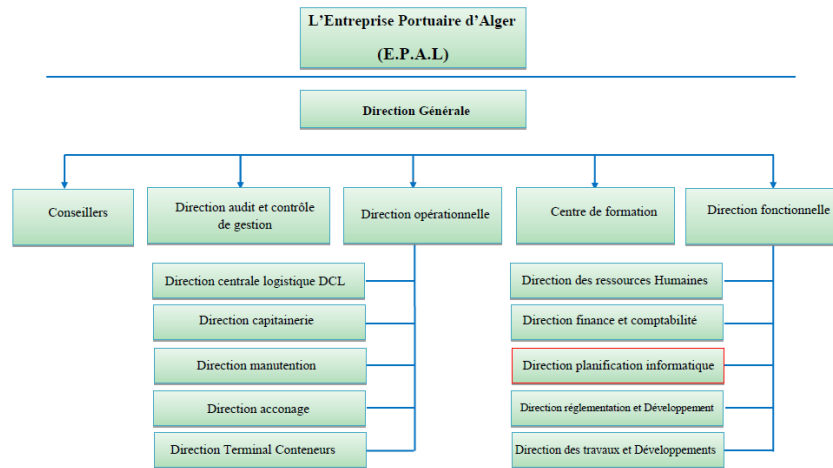 L'Entreprise Portuaire d'Alger
(E.P.A.L)
Direction Générale
Conseillers
Direction audit et contrôle
de gestion
Direction opérationnelle
Centre de formation
Direction fonctionnelle
Direction centrale logistique DCL
Direction capitainerie
Direction manutention
Direction acconage
Direction Terminal Conteneurs
Direction des ressources Humaines
Direction finance et comptabilité
Direction planification informatique
Direction réglementation et Développement
Direction des travaux et Développements